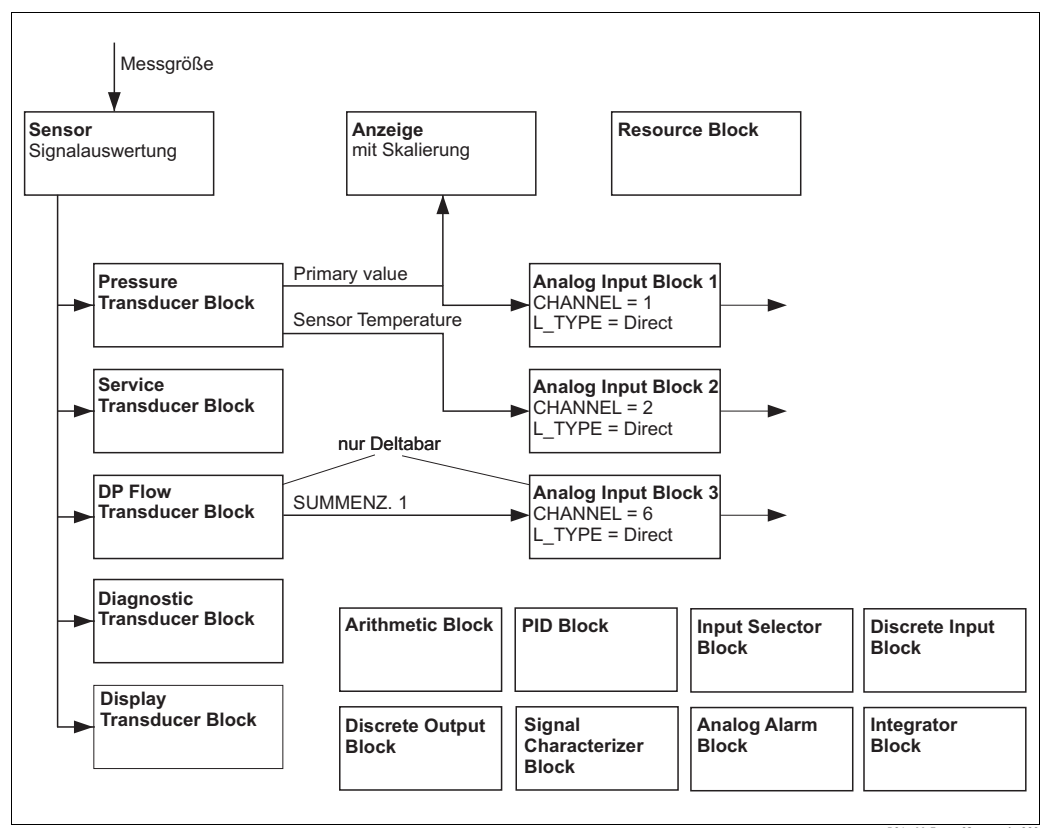 Messgröße
Sensor
Signalauswertung
Anzeige
mit Skalierung
Resource Block
Pressure
Transducer Block
Primary value
Sensor Temperature
Analog Input Block 1
CHANNEL = 1
L_TYPE = Direct
Service
Transducer Block
Analog Input Block 2
CHANNEL = 2
L_TYPE = Direct
nur Deltabar
DP Flow
Transducer Block
SUMMENZ. 1
Analog Input Block 3
CHANNEL = 6
L_TYPE = Direct
Diagnostic
Transducer Block
Display
Transducer Block
Arithmetic Block
PID Block
Input Selector
Block
Discrete Input
Block
Discrete Output
Block
Signal
Characterizer
Block
Analog Alarm
Block
Integrator
Block